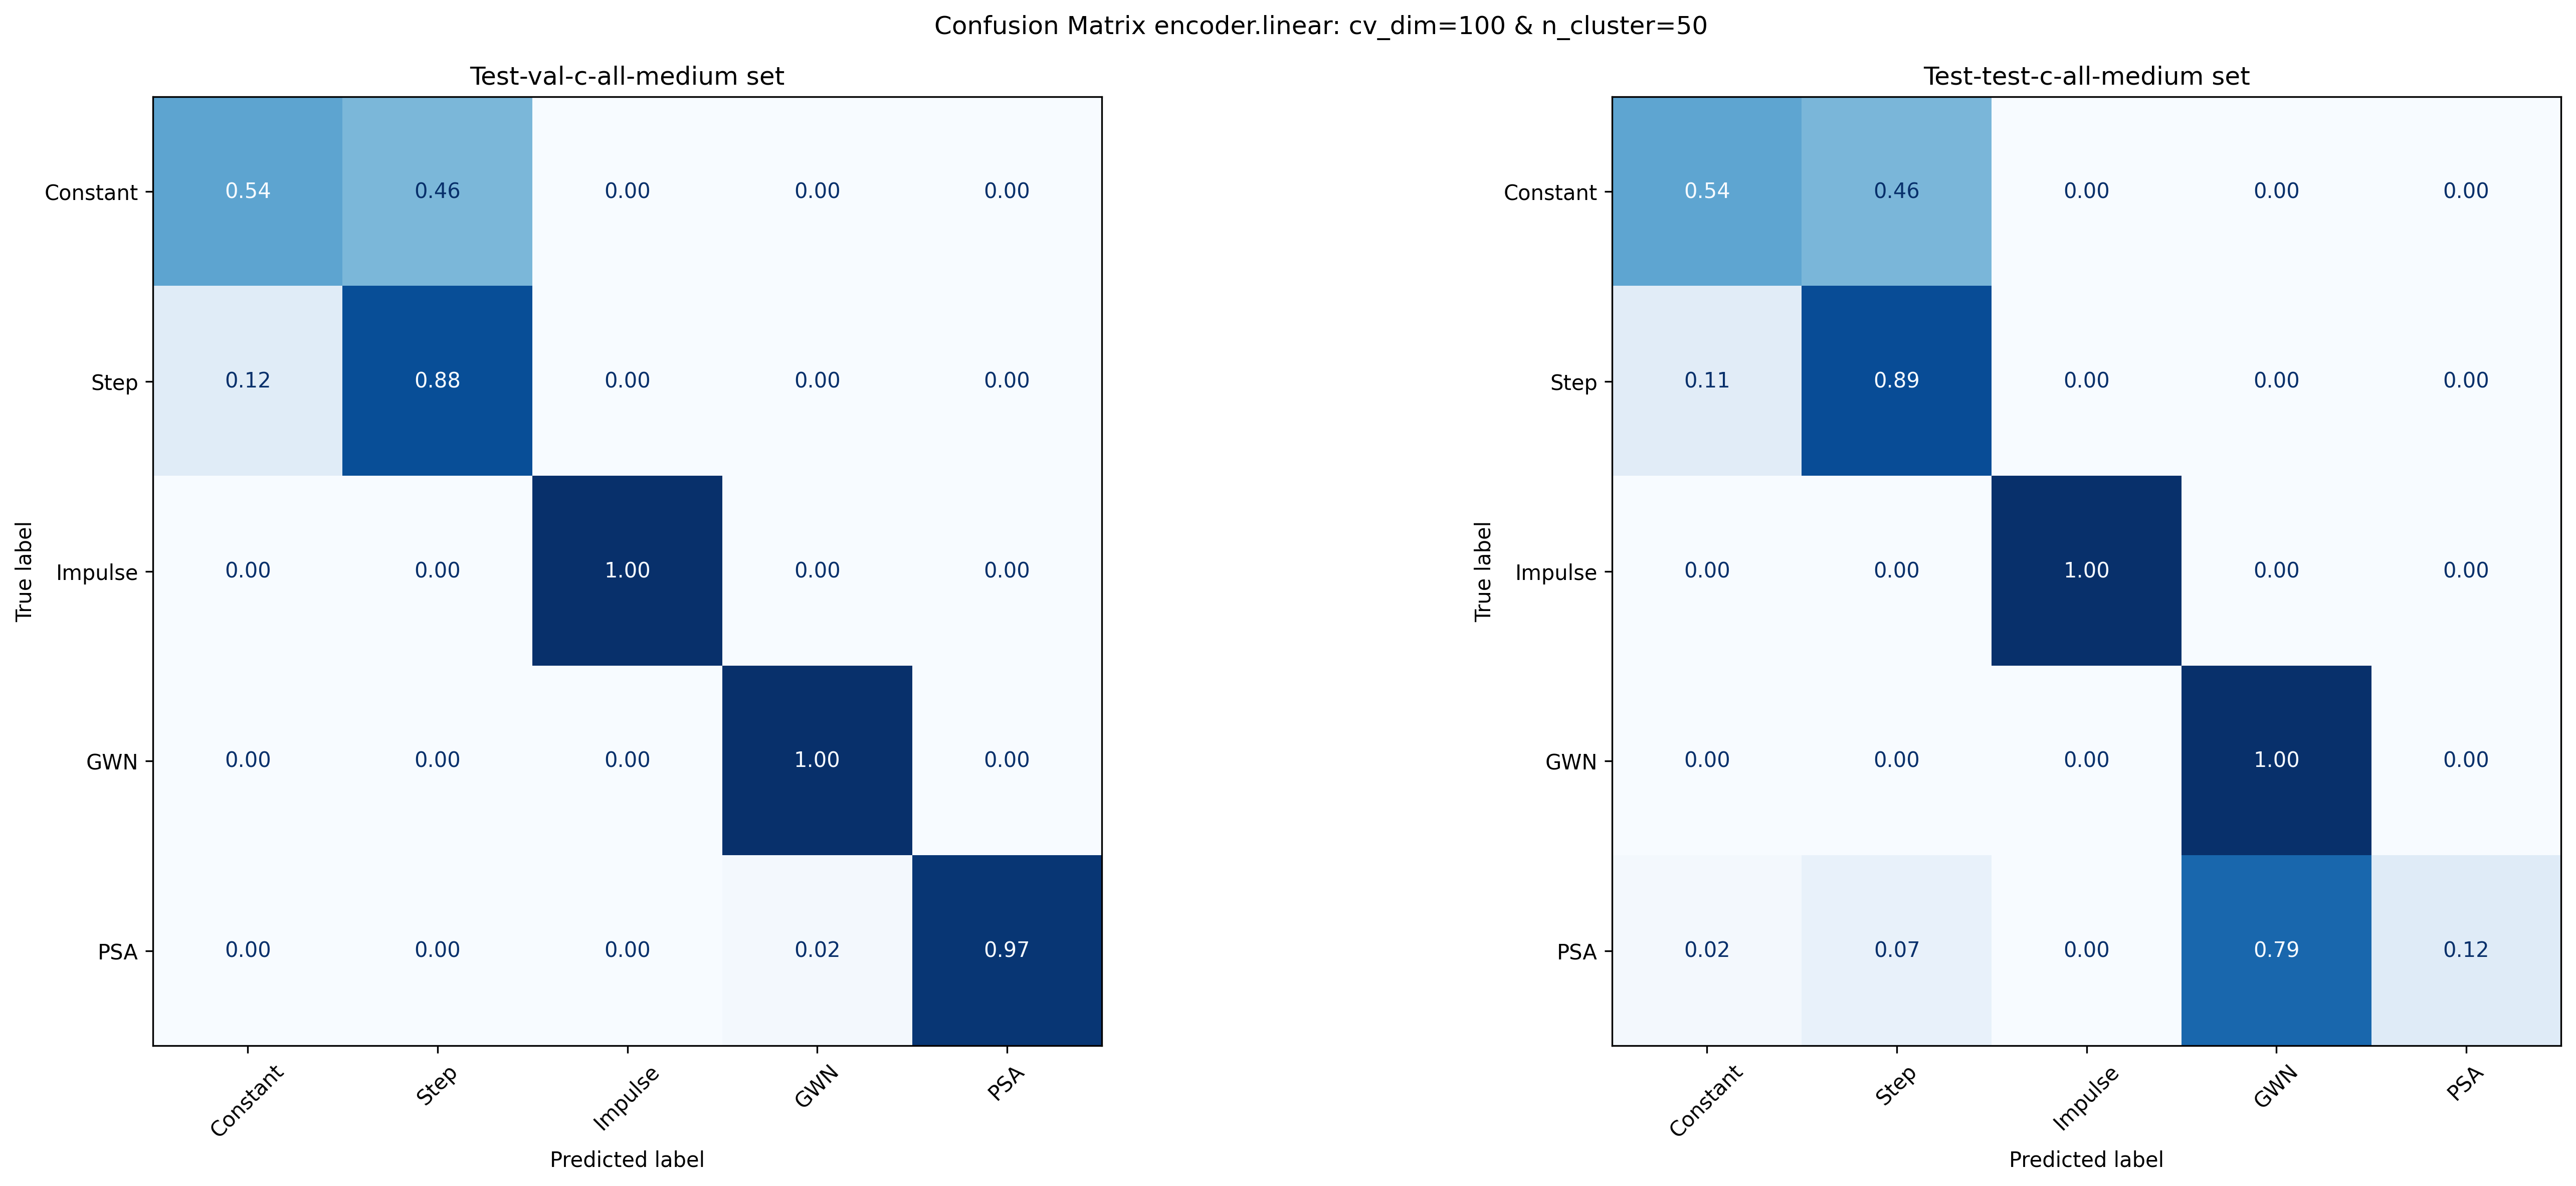 Confusion Matrix encoder.linear: cv_dim=100 & n_cluster=50
Test-val-c-all-medium set
True label
Constant 0.54 0.46 0.00 0.00 0.00
Step 0.12 0.88 0.00 0.00 0.00
Impulse 0.00 0.00 1.00 0.00 0.00
GWN 0.00 0.00 0.00 1.00 0.00
PSA 0.00 0.00 0.00 0.02 0.97
Constant Step Impulse GWN PSA
Predicted label
Test-test-c-all-medium set
True label
Constant 0.54 0.46 0.00 0.00 0.00
Step 0.11 0.89 0.00 0.00 0.00
Impulse 0.00 0.00 1.00 0.00 0.00
GWN 0.00 0.00 0.00 1.00 0.00
PSA 0.02 0.07 0.00 0.79 0.12
Constant Step Impulse GWN PSA
Predicted label